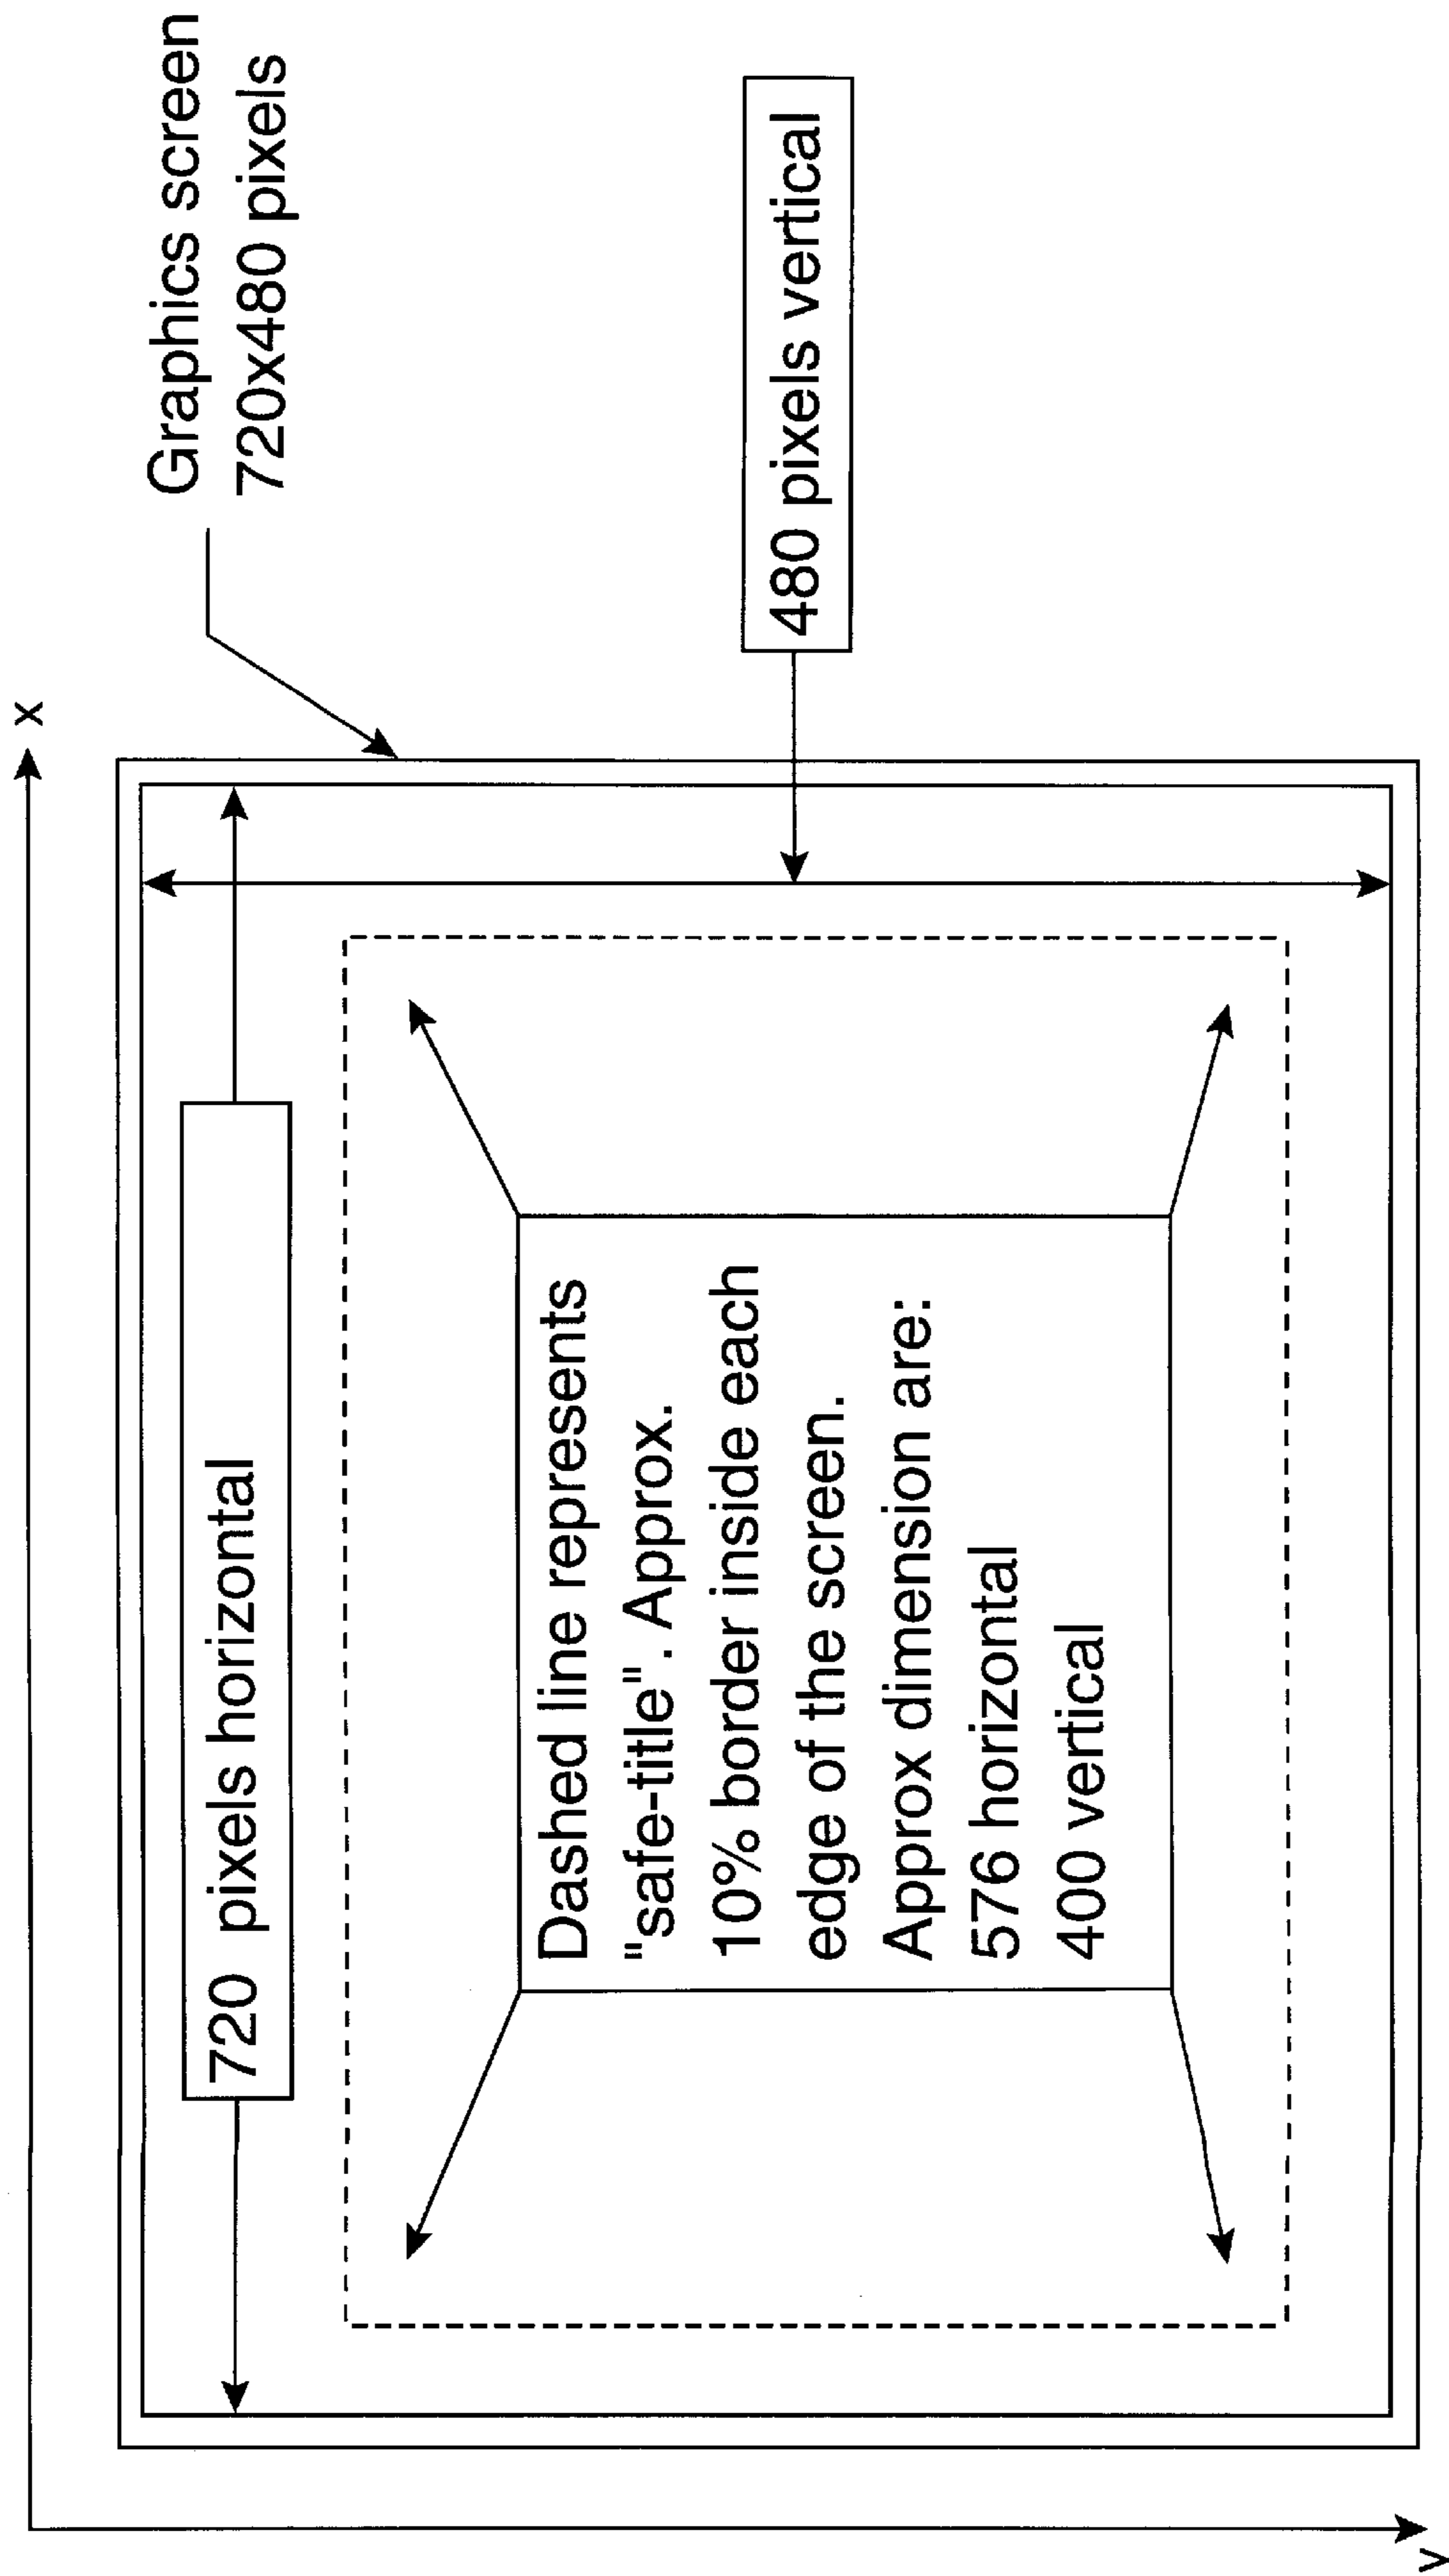 x
Graphics screen
720x480 pixels
720 pixels horizontal
480 pixels vertical
Dashed line represents
"safe-title". Approx.
10% border inside each
edge of the screen.
Approx dimension are:
576 horizontal
400 vertical
y